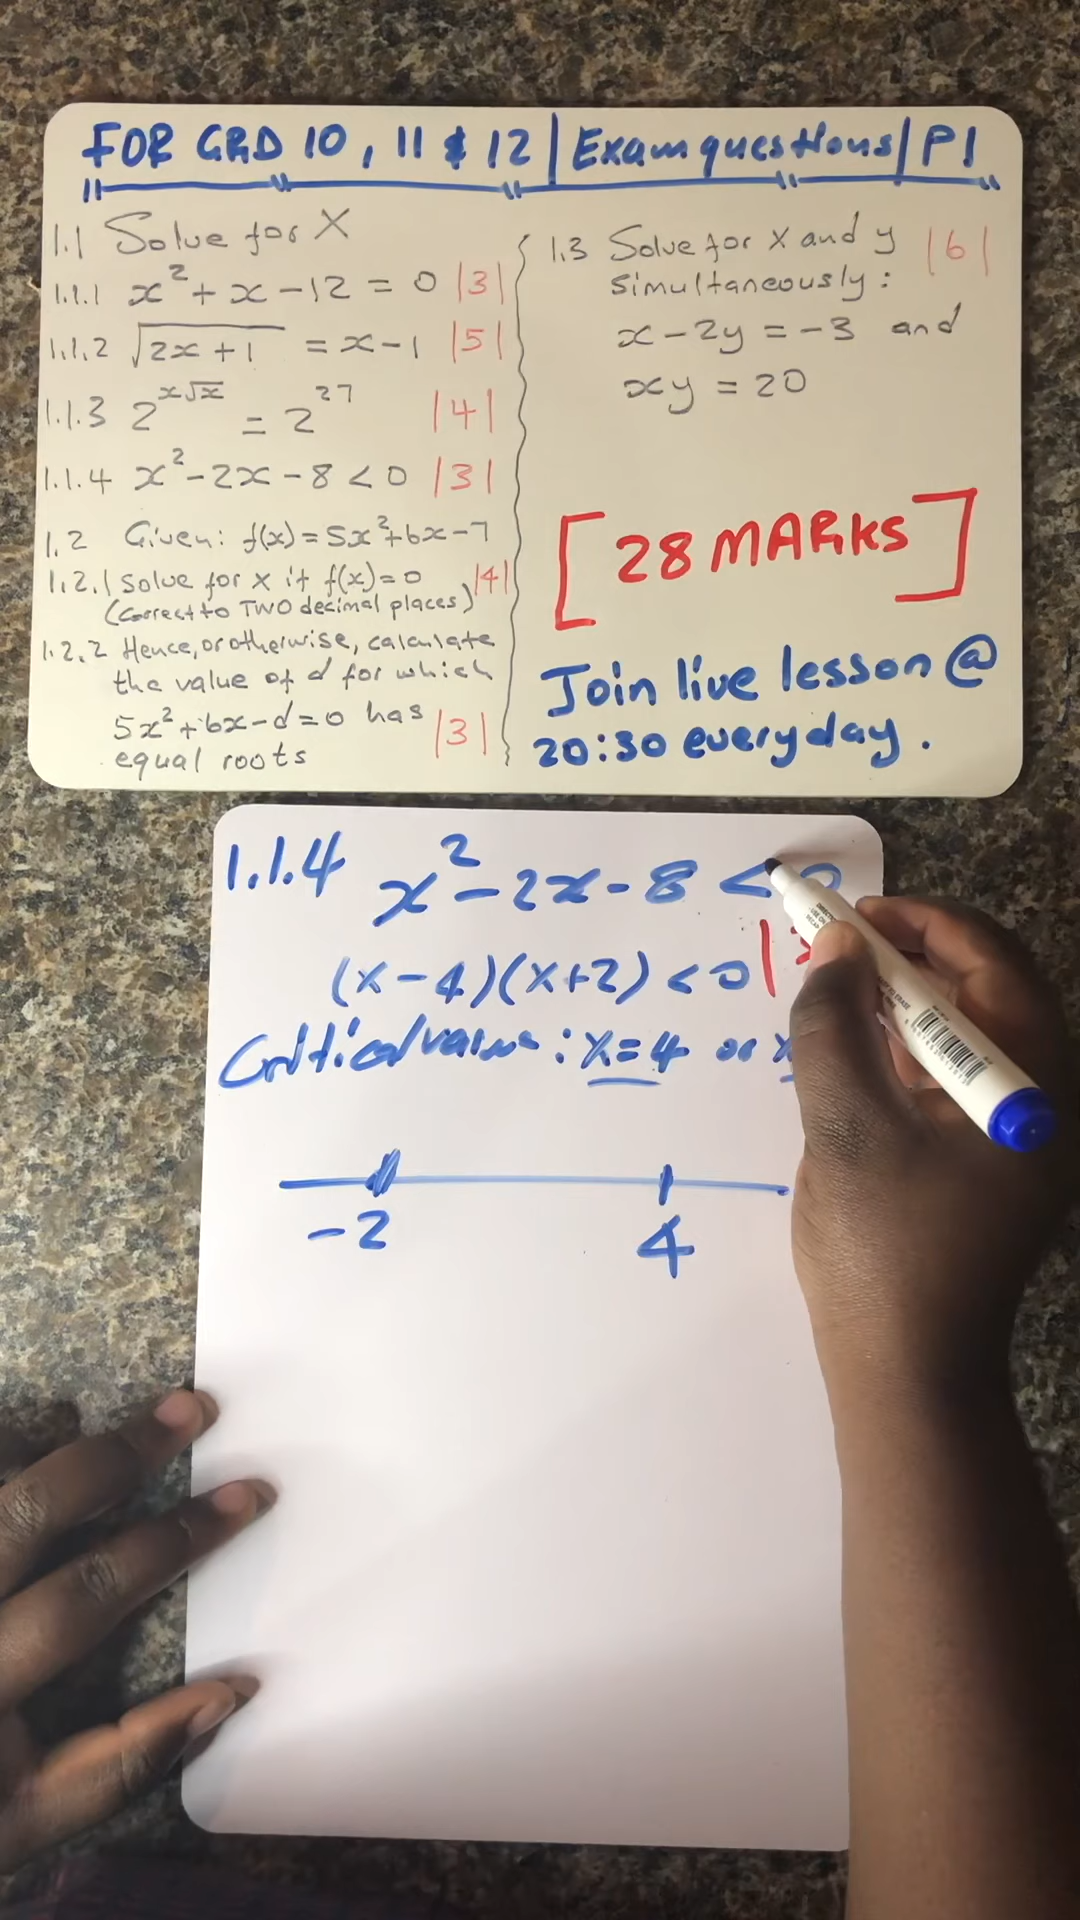 FOR GRD 10, 11 & 12 | Exam questions | P1
1.1 Solve for X
1.1.1 x² + x - 12 = 0 |3|
1.1.2 √(2x + 1) = x - 1 |5|
1.1.3 2^(x√x) = 2^27 |4|
1.1.4 x² - 2x - 8 < 0 |3|
1.2 Given: f(x) = 5x² + 6x - 7
1.2.1 Solve for x if f(x) = 0 |4|
(Correct to TWO decimal places)
1.2.2 Hence, or otherwise, calculate
the value of d for which
5x² + 6x - d = 0 has |3|
equal roots
1.3 Solve for x and y |6|
simultaneously:
x - 2y = -3 and
xy = 20
[28 MARKS]
Join live lesson @
20:30 everyday.
1.1.4 x² - 2x - 8 < 0
(x - 4)(x + 2) < 0
Critical values: x = 4 or x
-2 4